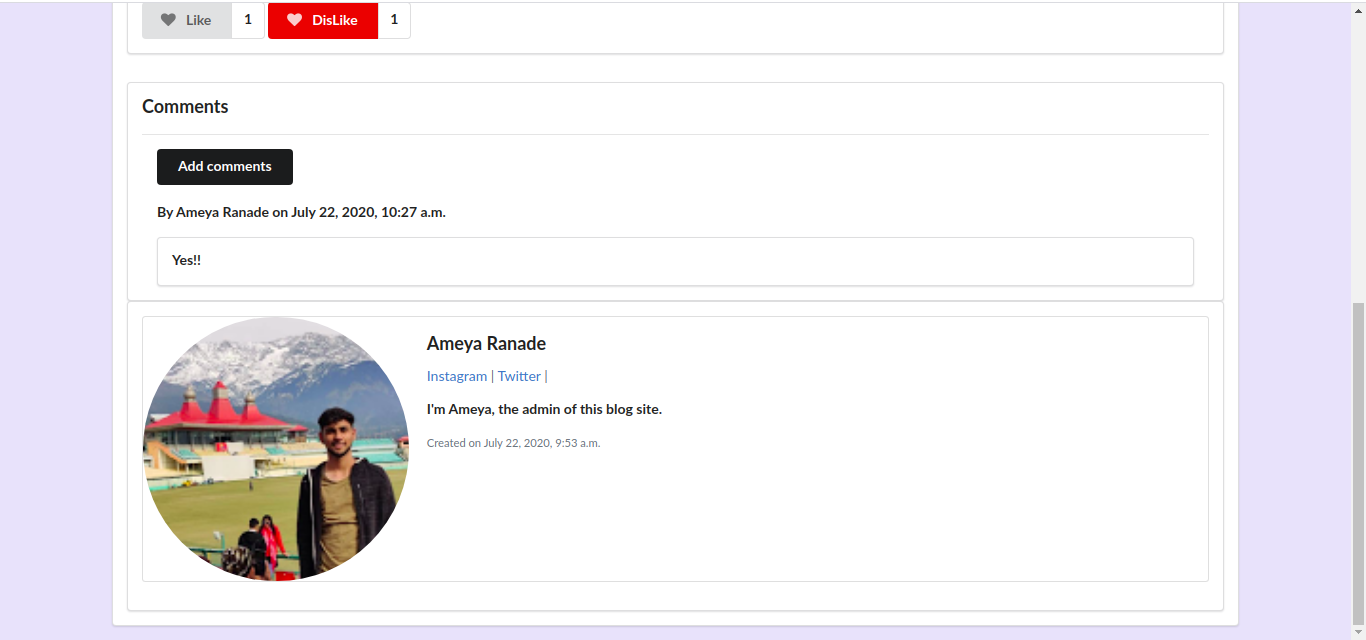 Like 1 DisLike 1
Comments
Add comments
By Ameya Ranade on July 22, 2020, 10:27 a.m.
Yes!!
Ameya Ranade
Instagram | Twitter |
I'm Ameya, the admin of this blog site.
Created on July 22, 2020, 9:53 a.m.